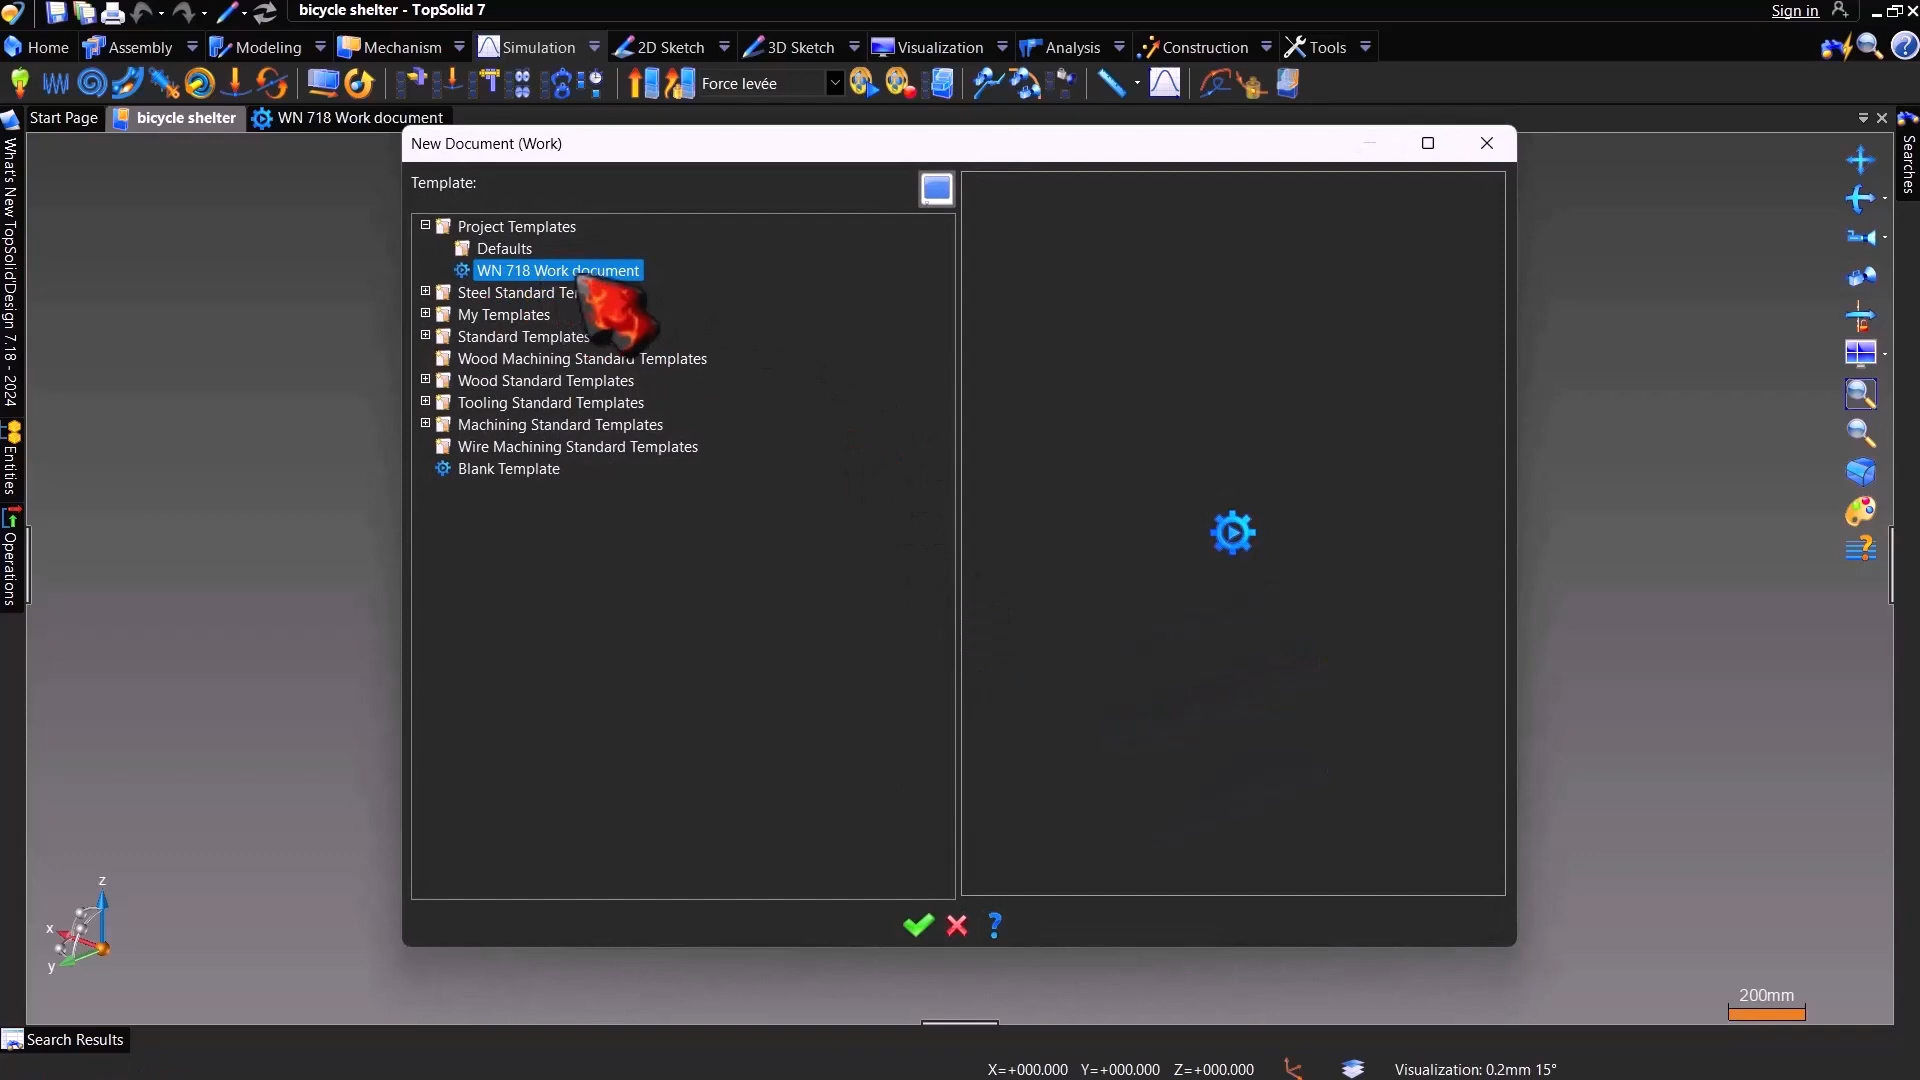 bicycle shelter - TopSolid 7
Sign in
Home
Assembly
Modeling
Mechanism
Simulation
2D Sketch
3D Sketch
Visualization
Analysis
Construction
Tools
Force levée
Start Page
bicycle shelter
WN 718 Work document
What's New TopSolid'Design 7.18 - 2024
Entities
Operations
Searches
New Document (Work)
Template:
Project Templates
Defaults
WN 718 Work document
Steel Standard
My Templates
Standard Templates
Wood Machining Standard Templates
Wood Standard Templates
Tooling Standard Templates
Machining Standard Templates
Wire Machining Standard Templates
Blank Template
z
x
y
200mm
Search Results
X=+000.000 Y=+000.000 Z=+000.000
Visualization: 0.2mm 15°